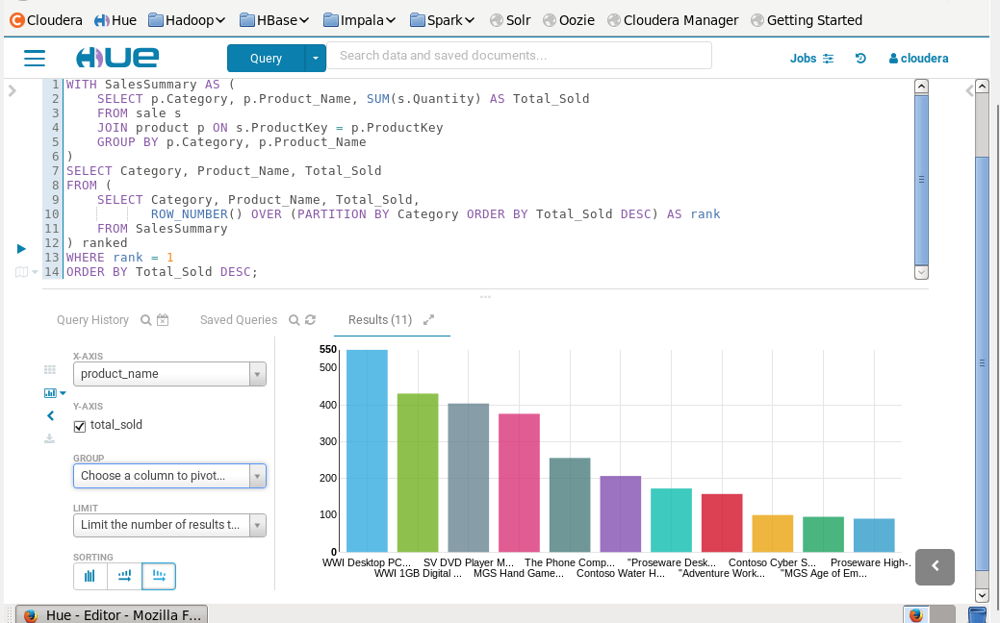 Cloudera Hue Hadoop HBase Impala Spark Solr Oozie Cloudera Manager Getting Started
HUE Query Search data and saved documents... Jobs cloudera
1 WITH SalesSummary AS (
2 SELECT p.Category, p.Product_Name, SUM(s.Quantity) AS Total_Sold
3 FROM sale s
4 JOIN product p ON s.ProductKey = p.ProductKey
5 GROUP BY p.Category, p.Product_Name
6 )
7 SELECT Category, Product_Name, Total_Sold
8 FROM (
9 SELECT Category, Product_Name, Total_Sold,
10 ROW_NUMBER() OVER (PARTITION BY Category ORDER BY Total_Sold DESC) AS rank
11 FROM SalesSummary
12 ) ranked
13 WHERE rank = 1
14 ORDER BY Total_Sold DESC;
Query History Saved Queries Results (11)
X-AXIS
product_name
Y-AXIS
total_sold
GROUP
Choose a column to pivot...
LIMIT
Limit the number of results t...
SORTING
550
500
400
300
200
100
0
WWI Desktop PC... SV DVD Player M... The Phone Comp... "Proseware Desk... Contoso Cyber S... Proseware High-.
WWI 1GB Digital ... MGS Hand Game... Contoso Water H... "Adventure Work... "MGS Age of Em...
Hue - Editor - Mozilla F...